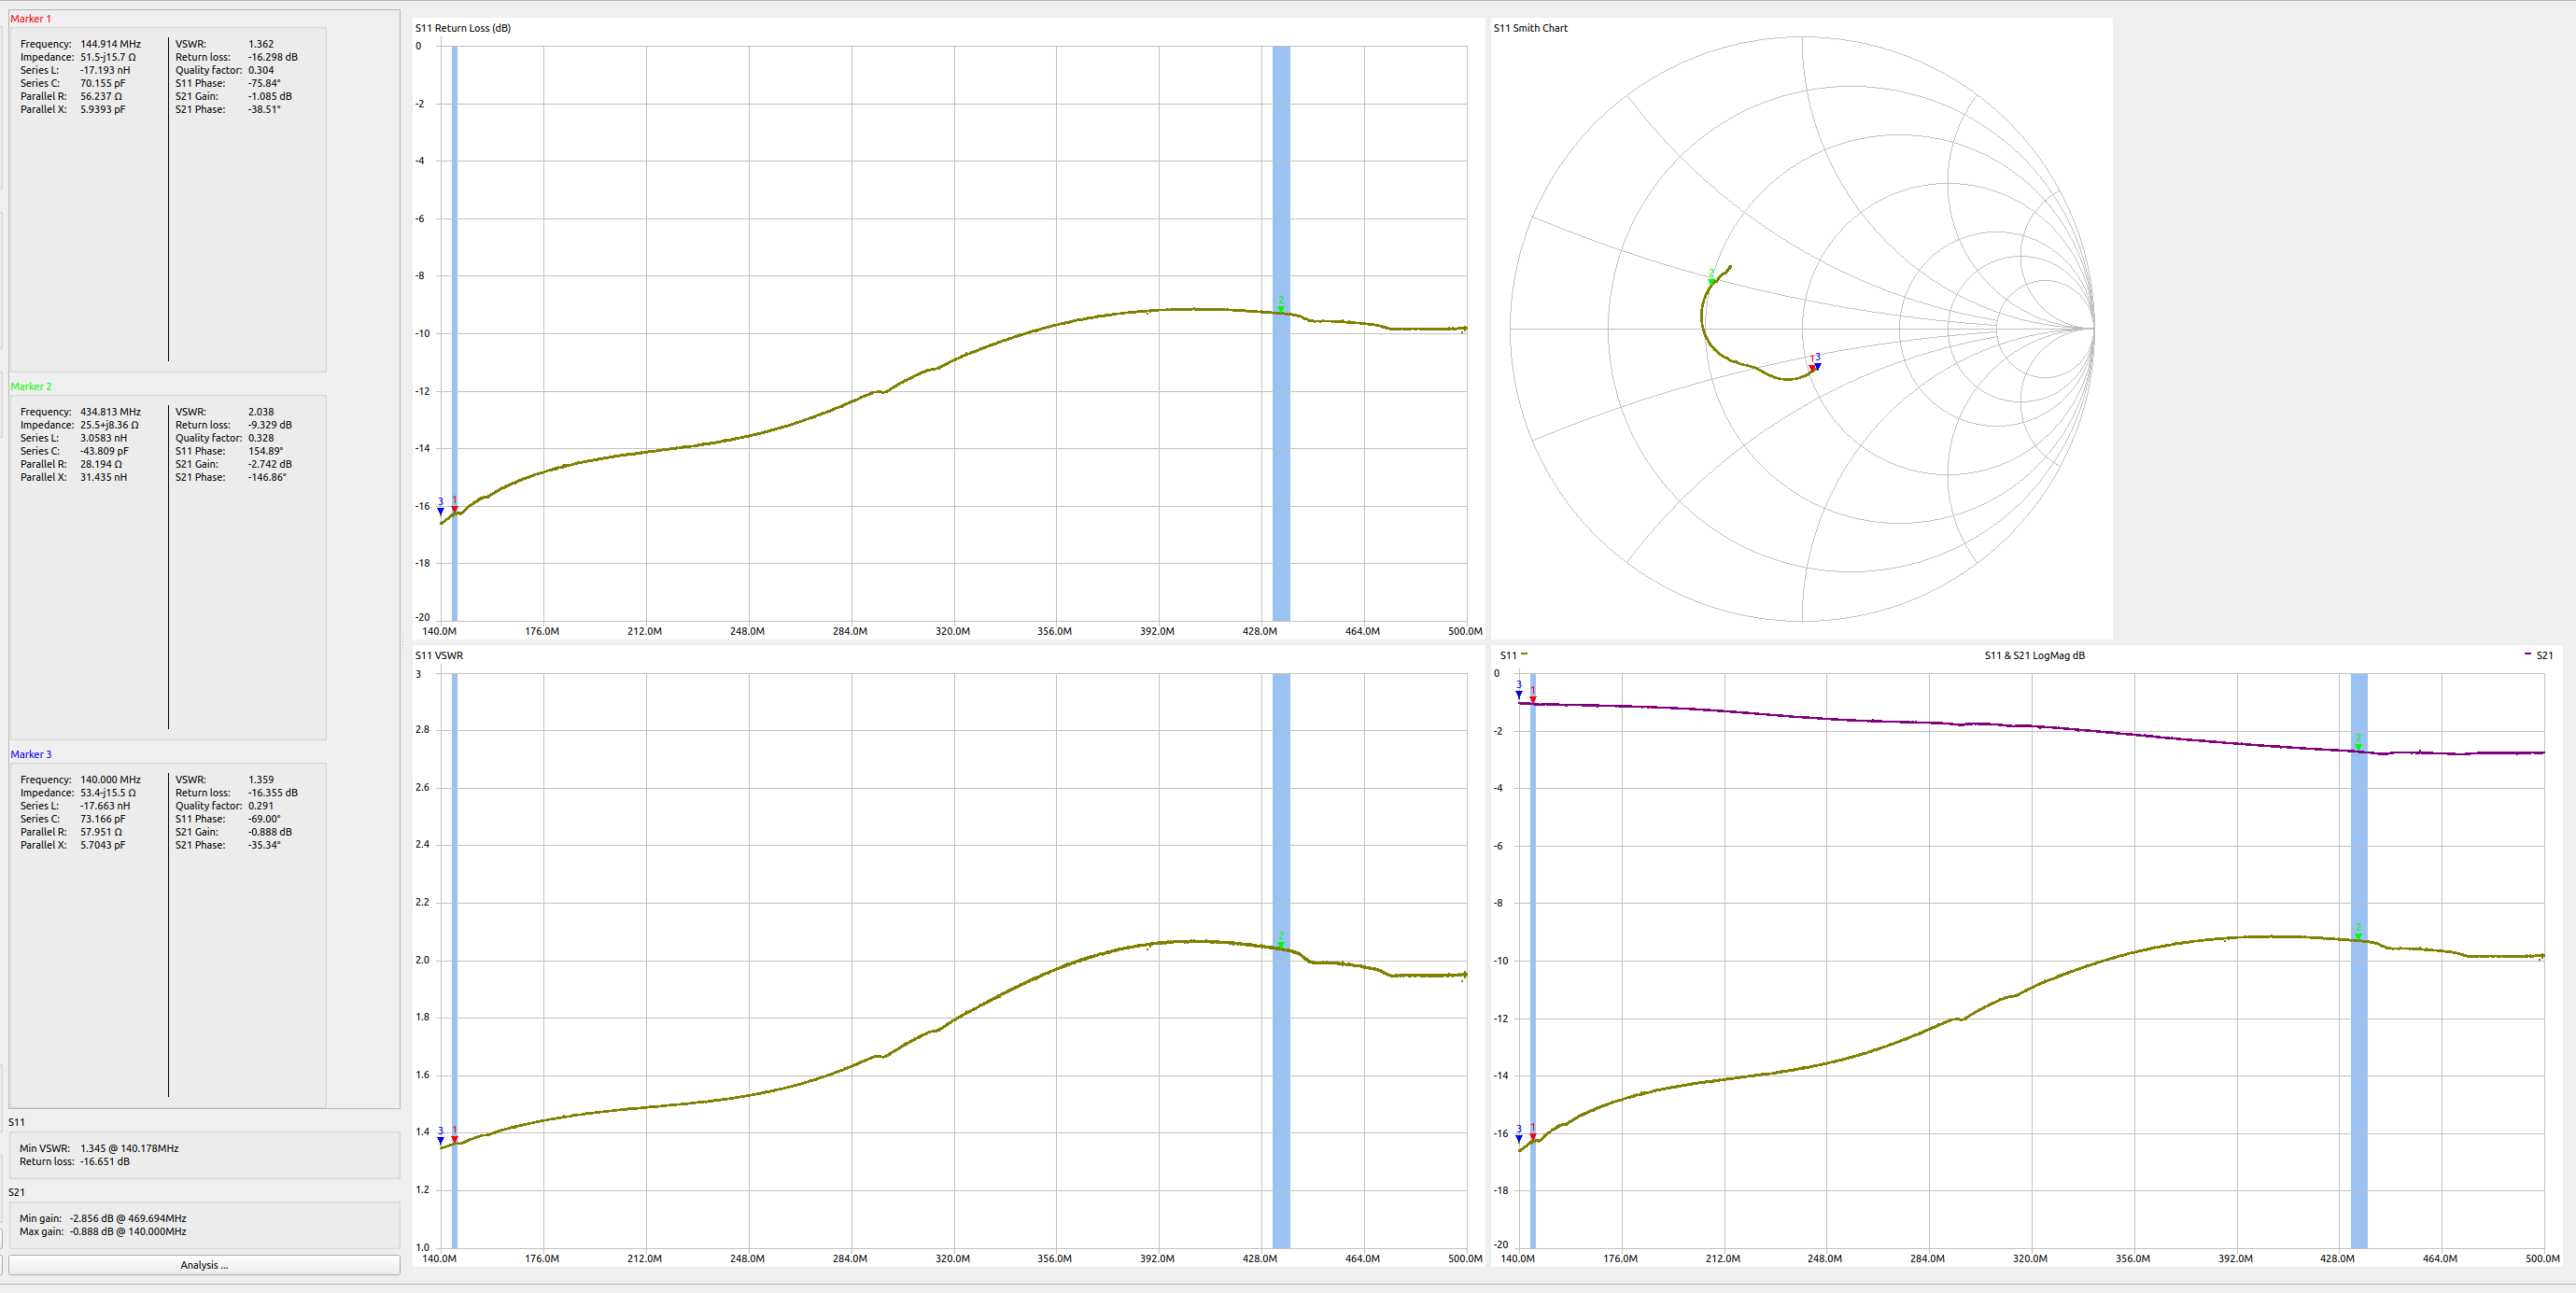 Marker 1
Frequency: 144.914 MHz
Impedance: 51.5-j15.7 Ω
Series L: -17.193 nH
Series C: 70.155 pF
Parallel R: 56.237 Ω
Parallel X: 5.9393 pF
VSWR: 1.362
Return loss: -16.298 dB
Quality factor: 0.304
S11 Phase: -75.84°
S21 Gain: -1.085 dB
S21 Phase: -38.51°
Marker 2
Frequency: 434.813 MHz
Impedance: 25.5+j8.36 Ω
Series L: 3.0583 nH
Series C: -43.809 pF
Parallel R: 28.194 Ω
Parallel X: 31.435 nH
VSWR: 2.038
Return loss: -9.329 dB
Quality factor: 0.328
S11 Phase: 154.89°
S21 Gain: -2.742 dB
S21 Phase: -146.86°
Marker 3
Frequency: 140.000 MHz
Impedance: 53.4-j15.5 Ω
Series L: -17.663 nH
Series C: 73.166 pF
Parallel R: 57.951 Ω
Parallel X: 5.7043 pF
VSWR: 1.359
Return loss: -16.355 dB
Quality factor: 0.291
S11 Phase: -69.00°
S21 Gain: -0.888 dB
S21 Phase: -35.34°
S11
Min VSWR: 1.345 @ 140.178MHz
Return loss: -16.651 dB
S21
Min gain: -2.856 dB @ 469.694MHz
Max gain: -0.888 dB @ 140.000MHz
Analysis ...
S11 Return Loss (dB)
0
-2
-4
-6
-8
-10
-12
-14
-16
-18
-20
3 1
2
140.0M 176.0M 212.0M 248.0M 284.0M 320.0M 356.0M 392.0M 428.0M 464.0M 500.0M
S11 Smith Chart
2
1 3
S11 VSWR
3
2.8
2.6
2.4
2.2
2.0
1.8
1.6
1.4
1.2
1.0
3 1
2
140.0M 176.0M 212.0M 248.0M 284.0M 320.0M 356.0M 392.0M 428.0M 464.0M 500.0M
S11 S11 & S21 LogMag dB S21
0
-2
-4
-6
-8
-10
-12
-14
-16
-18
-20
3 1
2
2
3 1
140.0M 176.0M 212.0M 248.0M 284.0M 320.0M 356.0M 392.0M 428.0M 464.0M 500.0M